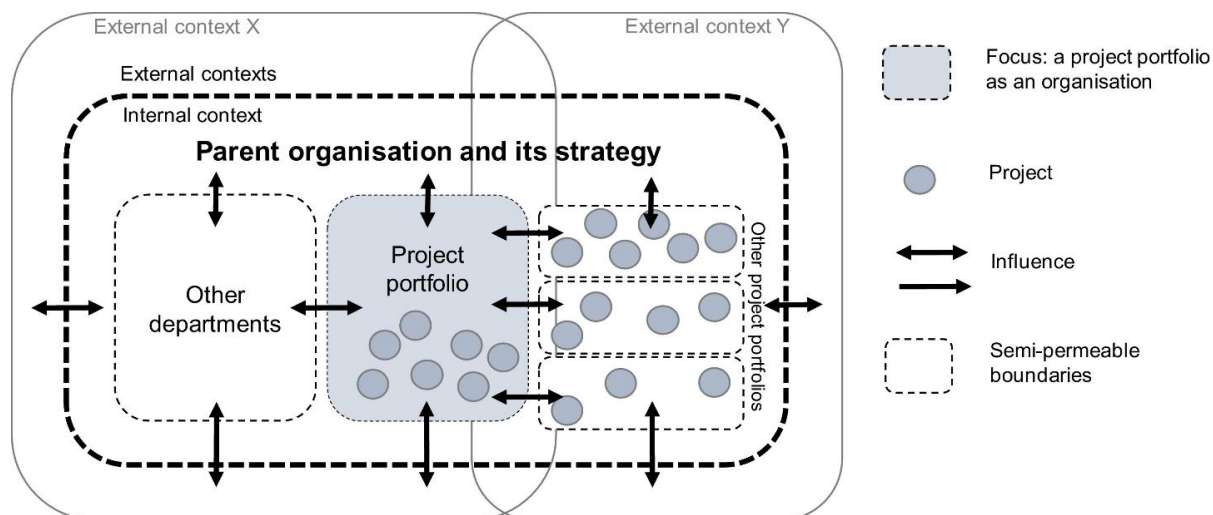 External context X
External context Y
External contexts
Internal context
Parent organisation and its strategy
Other
departments
Project
portfolio
Other project portfolios
Focus: a project portfolio
as an organisation
Project
Influence
Semi-permeable
boundaries